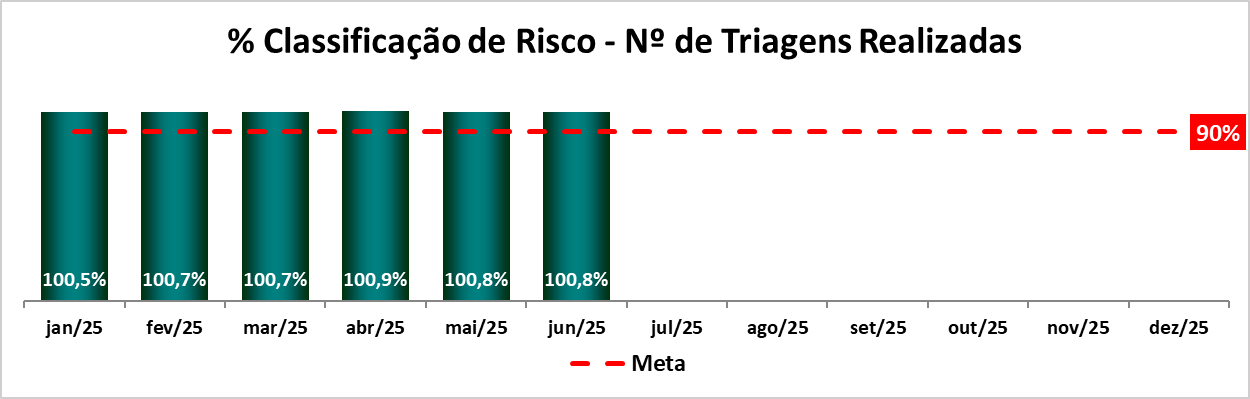 % Classificação de Risco - Nº de Triagens Realizadas
90%
100,5% 100,7% 100,7% 100,9% 100,8% 100,8%
jan/25 fev/25 mar/25 abr/25 mai/25 jun/25 jul/25 ago/25 set/25 out/25 nov/25 dez/25
Meta